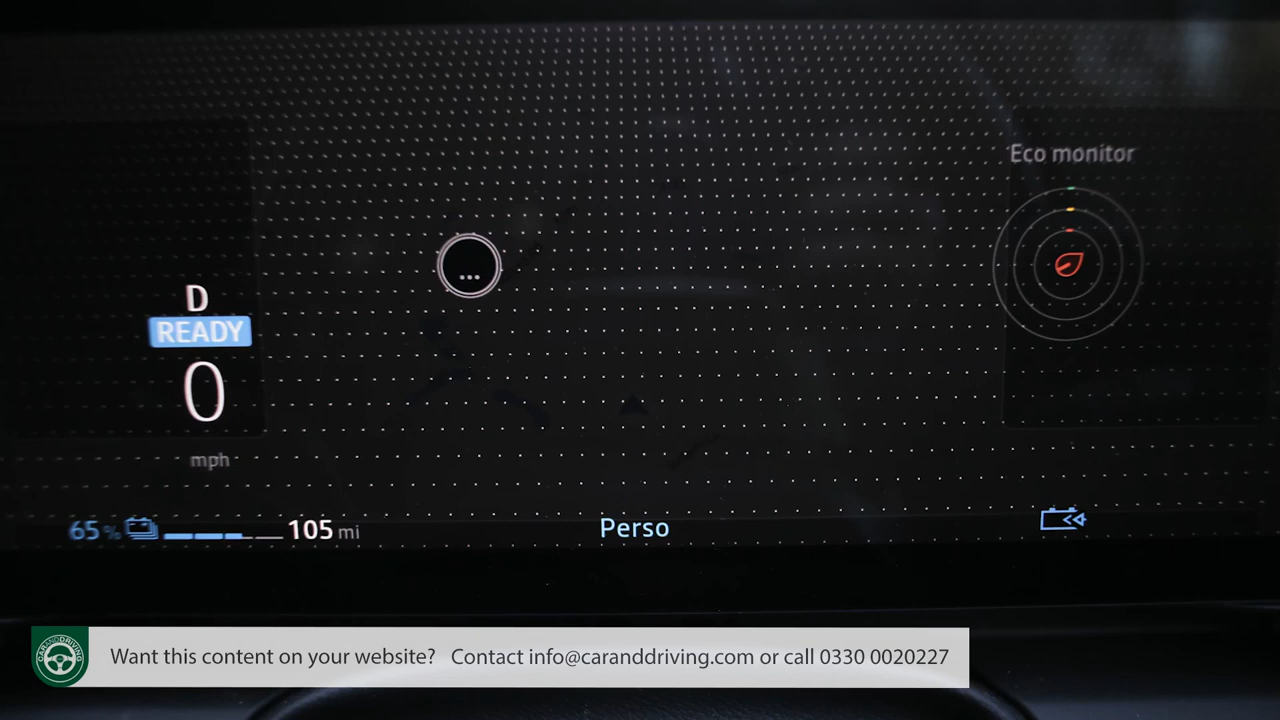 Eco monitor
D
READY
0
mph
65% 105 mi
Perso
CARANDDRIVING
Want this content on your website? Contact info@caranddriving.com or call 0330 0020227